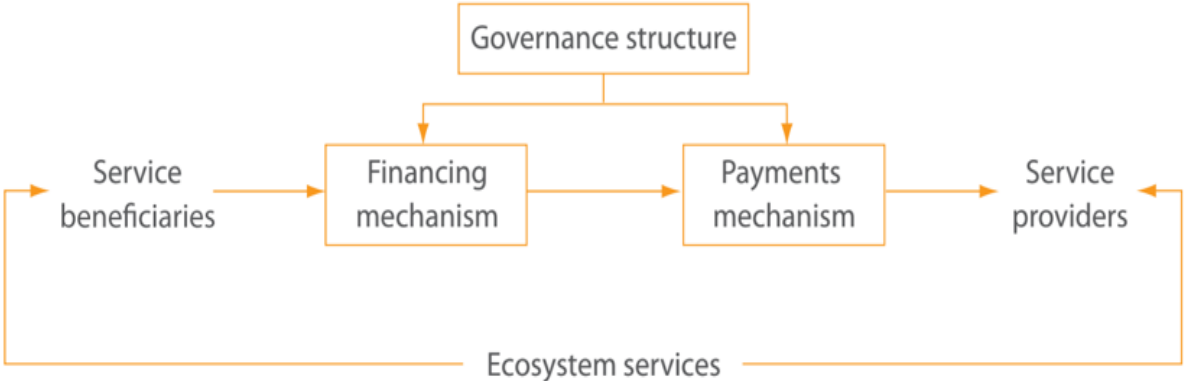 Governance structure
Service
beneficiaries
Financing
mechanism
Payments
mechanism
Service
providers
Ecosystem services